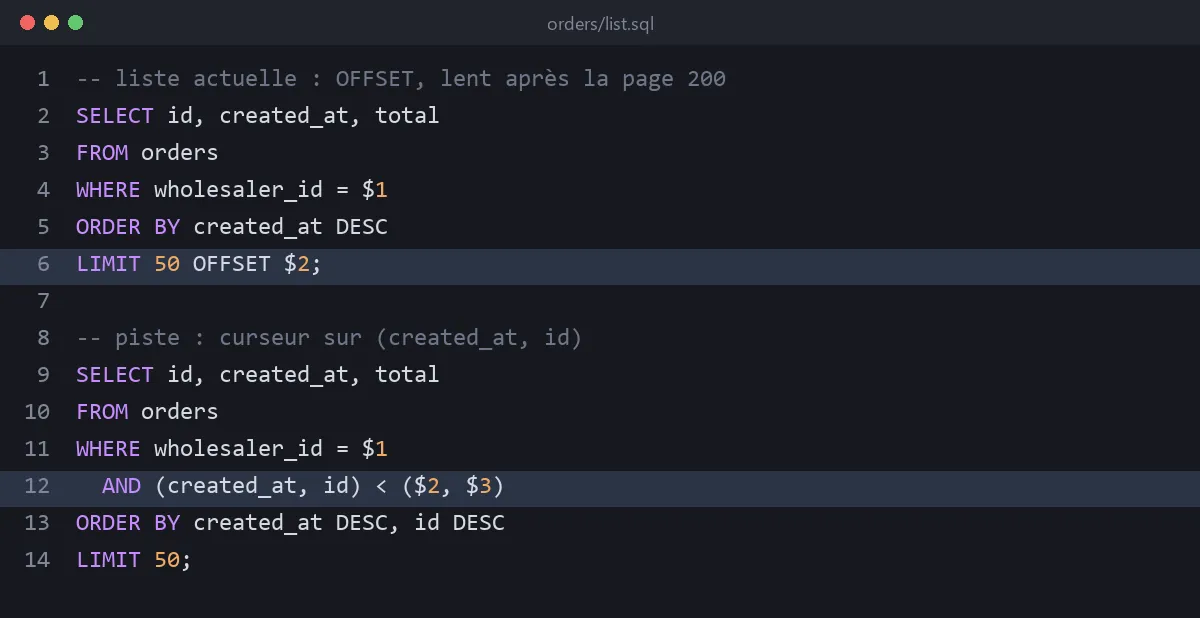 orders/list.sql
1 -- liste actuelle : OFFSET, lent après la page 200
2 SELECT id, created_at, total
3 FROM orders
4 WHERE wholesaler_id = $1
5 ORDER BY created_at DESC
6 LIMIT 50 OFFSET $2;
7
8 -- piste : curseur sur (created_at, id)
9 SELECT id, created_at, total
10 FROM orders
11 WHERE wholesaler_id = $1
12   AND (created_at, id) < ($2, $3)
13 ORDER BY created_at DESC, id DESC
14 LIMIT 50;